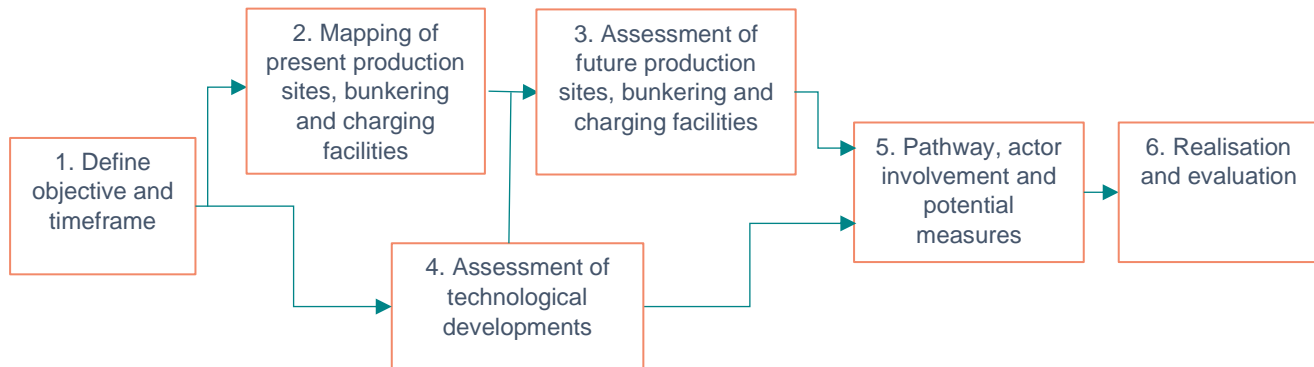 1. Define
objective and
timeframe
2. Mapping of
present production
sites, bunkering
and charging
facilities
3. Assessment of
future production
sites, bunkering and
charging facilities
4. Assessment of
technological
developments
5. Pathway, actor
involvement and
potential
measures
6. Realisation
and evaluation